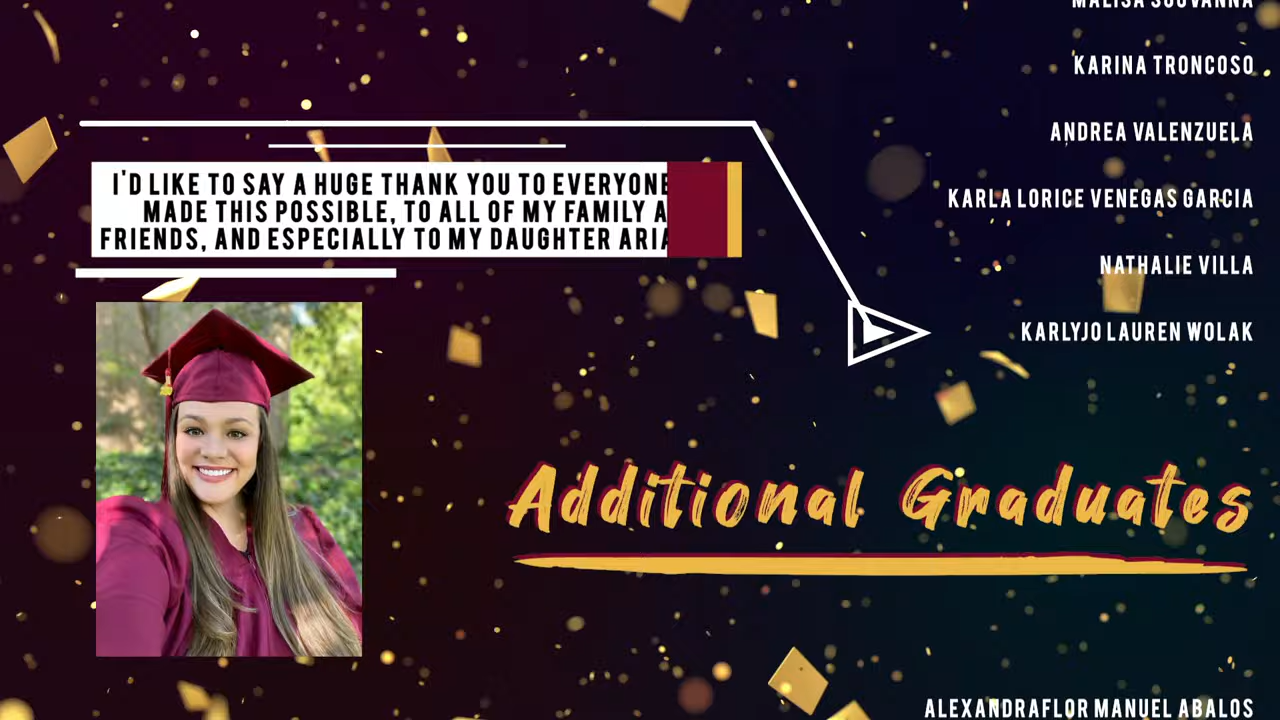 MALISA SOUVANNA
KARINA TRONCOSO
ANDREA VALENZUELA
KARLA LORICE VENEGAS GARCIA
NATHALIE VILLA
KARLYJO LAUREN WOLAK
I'D LIKE TO SAY A HUGE THANK YOU TO EVERYONE
MADE THIS POSSIBLE, TO ALL OF MY FAMILY A
FRIENDS, AND ESPECIALLY TO MY DAUGHTER ARIA
Additional Graduates
ALEXANDRAFLOR MANUEL ABALOS